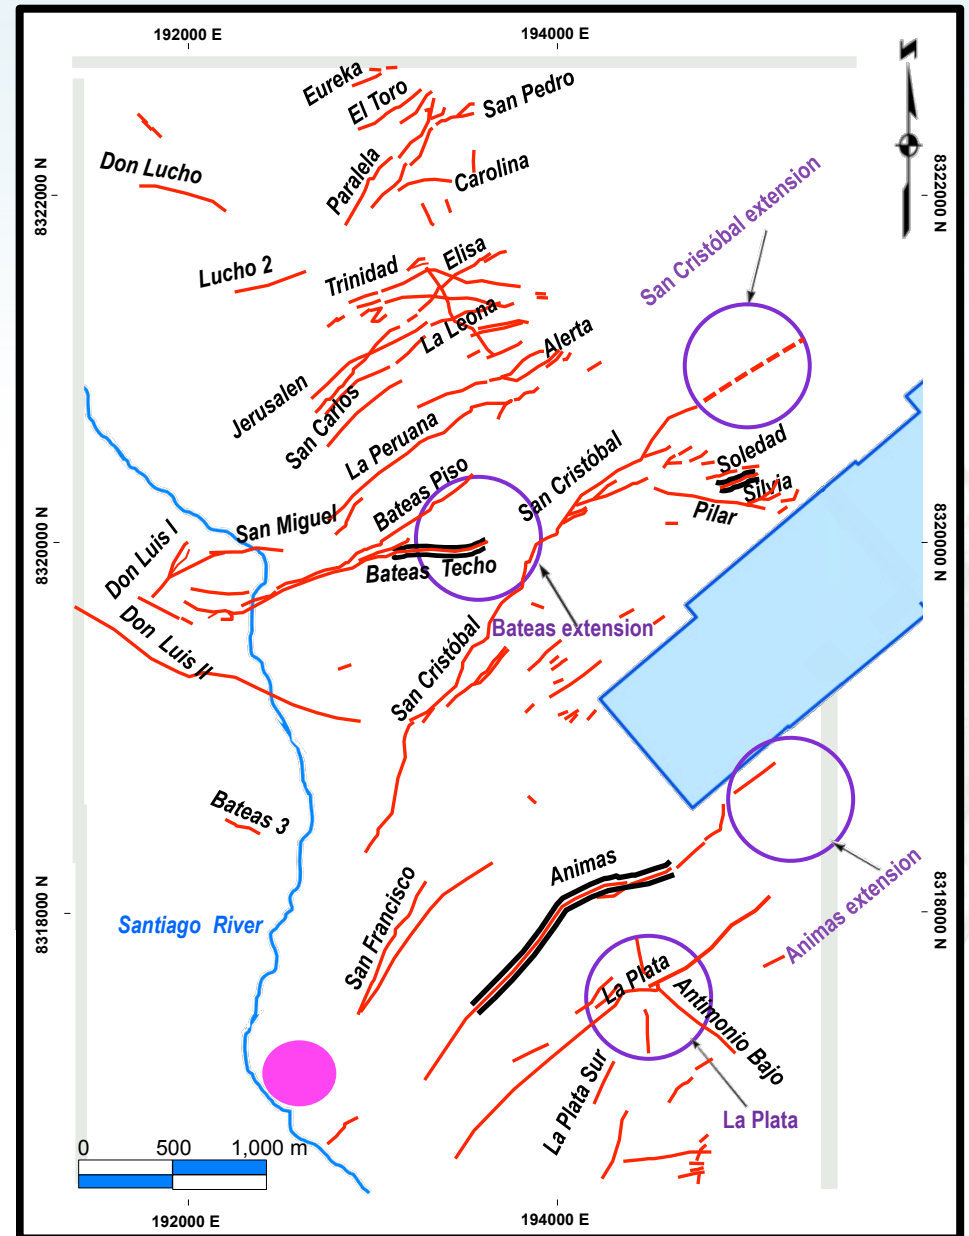 192000 E
194000 E
N
Eureka
El Toro
San Pedro
Paralela
Carolina
Don Lucho
8322000 N
8322000 N
San Cristóbal extension
Lucho 2
Trinidad
Elisa
La Leona
Alerta
Jerusalen
San Carlos
La Peruana
Bateas Piso
San Cristóbal
Soledad
Silvia
Pilar
San Miguel
Don Luis I
8320000 N
8320000 N
Bateas Techo
Don Luis II
Bateas extension
San Cristóbal
Bateas 3
Animas
San Francisco
8318000 N
8318000 N
Santiago River
Animas extension
La Plata
Antimonio Bajo
La Plata Sur
La Plata
0 500 1,000 m
192000 E
194000 E